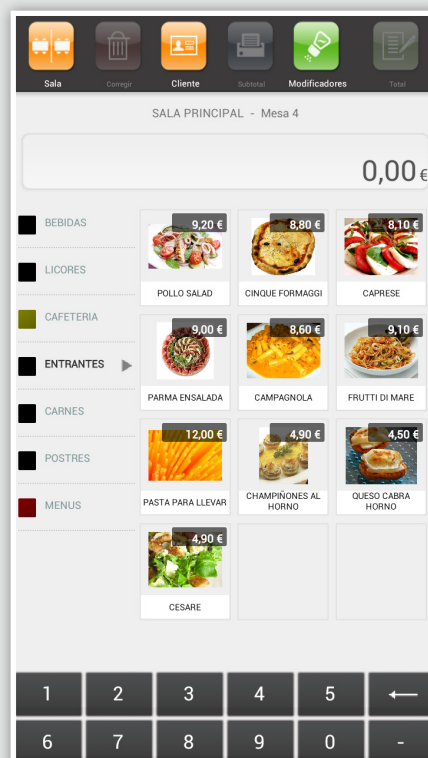 Sala Corregir Cliente Subtotal Modificadores Total
SALA PRINCIPAL - Mesa 4
0,00 €
BEBIDAS
LICORES
CAFETERIA
ENTRANTES
CARNES
POSTRES
MENUS
9,20 € 8,80 € 8,10 €
POLLO SALAD CINQUE FORMAGGI CAPRESE
9,00 € 8,60 € 9,10 €
PARMA ENSALADA CAMPAGNOLA FRUTTI DI MARE
12,00 € 4,90 € 4,50 €
PASTA PARA LLEVAR CHAMPIÑONES AL HORNO QUESO CABRA HORNO
4,90 €
CESARE
1 2 3 4 5 ←
6 7 8 9 0 -